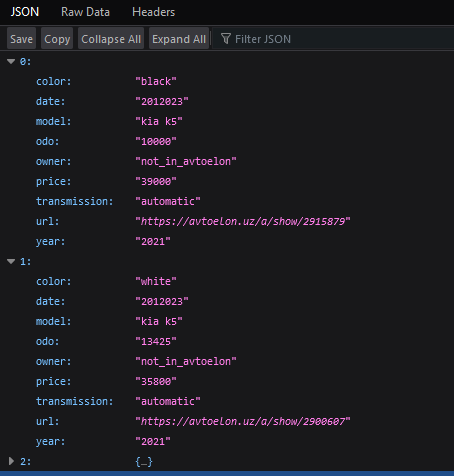 JSON Raw Data Headers
Save Copy Collapse All Expand All Filter JSON
0:
color: "black"
date: "2012023"
model: "kia k5"
odo: "10000"
owner: "not_in_avtoelon"
price: "39000"
transmission: "automatic"
url: "https://avtoelon.uz/a/show/2915879"
year: "2021"
1:
color: "white"
date: "2012023"
model: "kia k5"
odo: "13425"
owner: "not_in_avtoelon"
price: "35800"
transmission: "automatic"
url: "https://avtoelon.uz/a/show/2900607"
year: "2021"
2: {…}